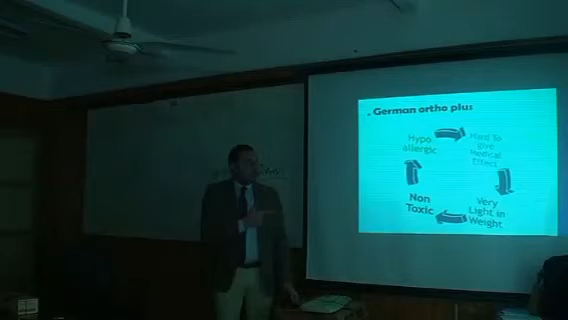 . German ortho plus
Hypo
allergic
Hard To
give
Medical
Effect
Very
Light in
Weight
Non
Toxic